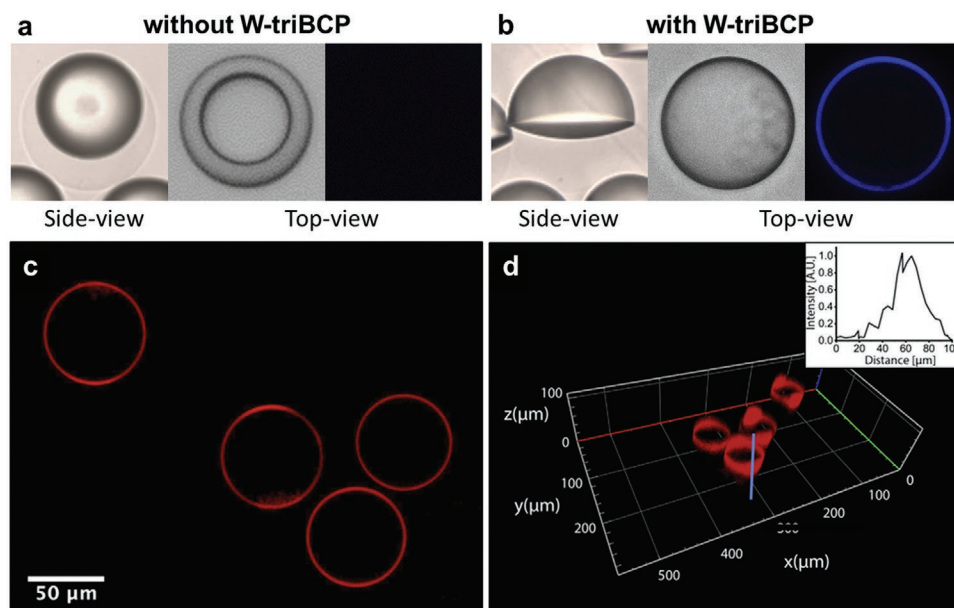 a
without W-triBCP
b
with W-triBCP
Side-view
Top-view
Side-view
Top-view
c
50 µm
d
Intensity [A.U.]
1.0
0.8
0.6
0.4
0.2
0
0 20 40 60 80 100
Distance [µm]
100
z(µm)
0
100
y(µm)
200
500
400
300
200
100
0
x(µm)